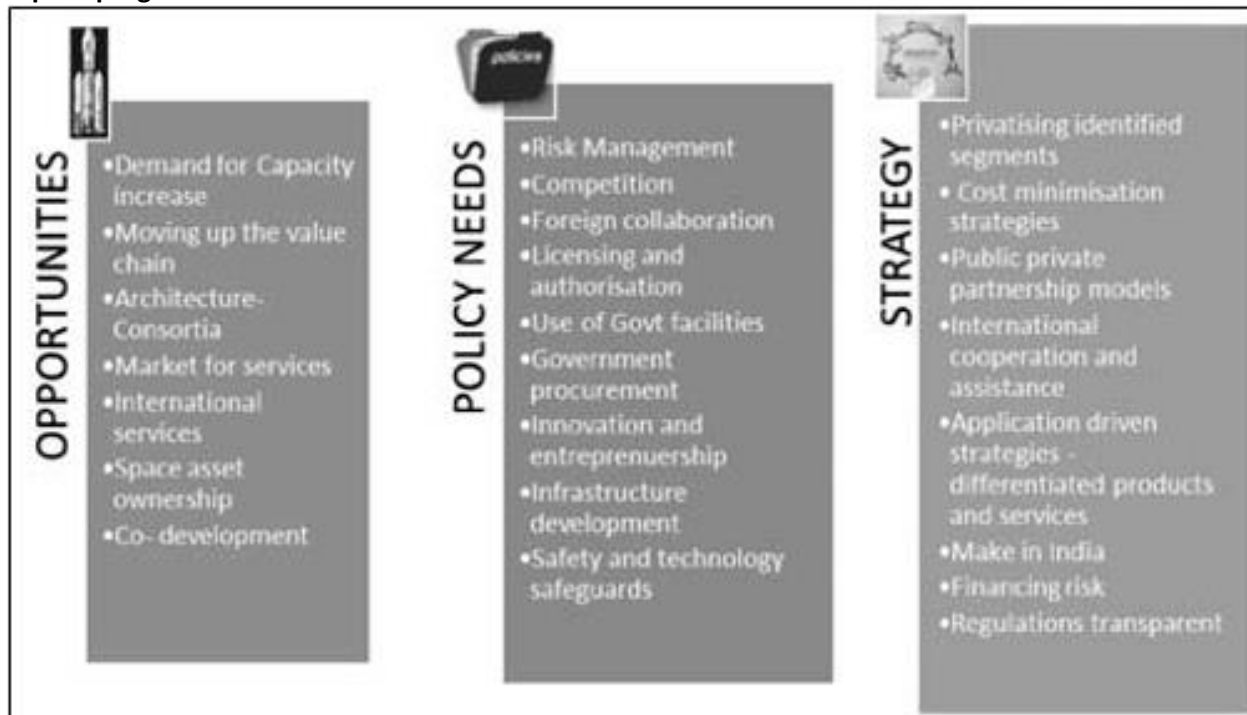 OPPORTUNITIES
•Demand for Capacity
increase
•Moving up the value
chain
•Architecture-
Consortia
•Market for services
•International
services
•Space asset
ownership
•Co- development
policies
POLICY NEEDS
•Risk Management
•Competition
•Foreign collaboration
•Licensing and
authorisation
•Use of Govt facilities
•Government
procurement
•Innovation and
entreprenuership
•Infrastructure
development
•Safety and technology
safeguards
STRATEGY
•Privatising identified
segments
• Cost minimisation
strategies
•Public private
partnership models
•International
cooperation and
assistance
•Application driven
strategies -
differentiated products
and services
•Make in India
•Financing risk
•Regulations transparent